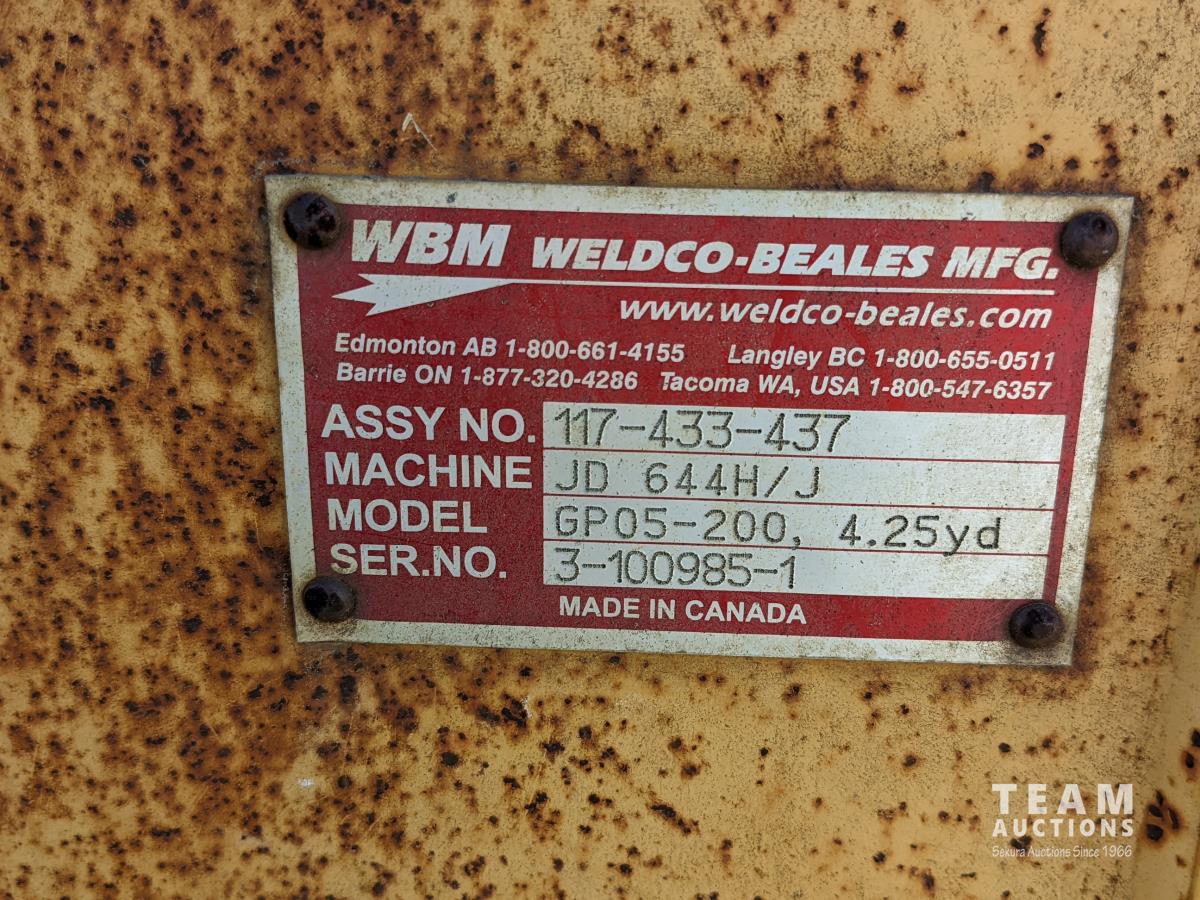 WBM WELDCO-BEALES MFG.
www.weldco-beales.com
Edmonton AB 1-800-661-4155 Langley BC 1-800-655-0511
Barrie ON 1-877-320-4286 Tacoma WA, USA 1-800-547-6357
ASSY NO. 117-433-437
MACHINE JD 644H/J
MODEL GP05-200, 4.25yd
SER.NO. 3-100985-1
MADE IN CANADA
TEAM
AUCTIONS
Sekura Auctions Since 1966